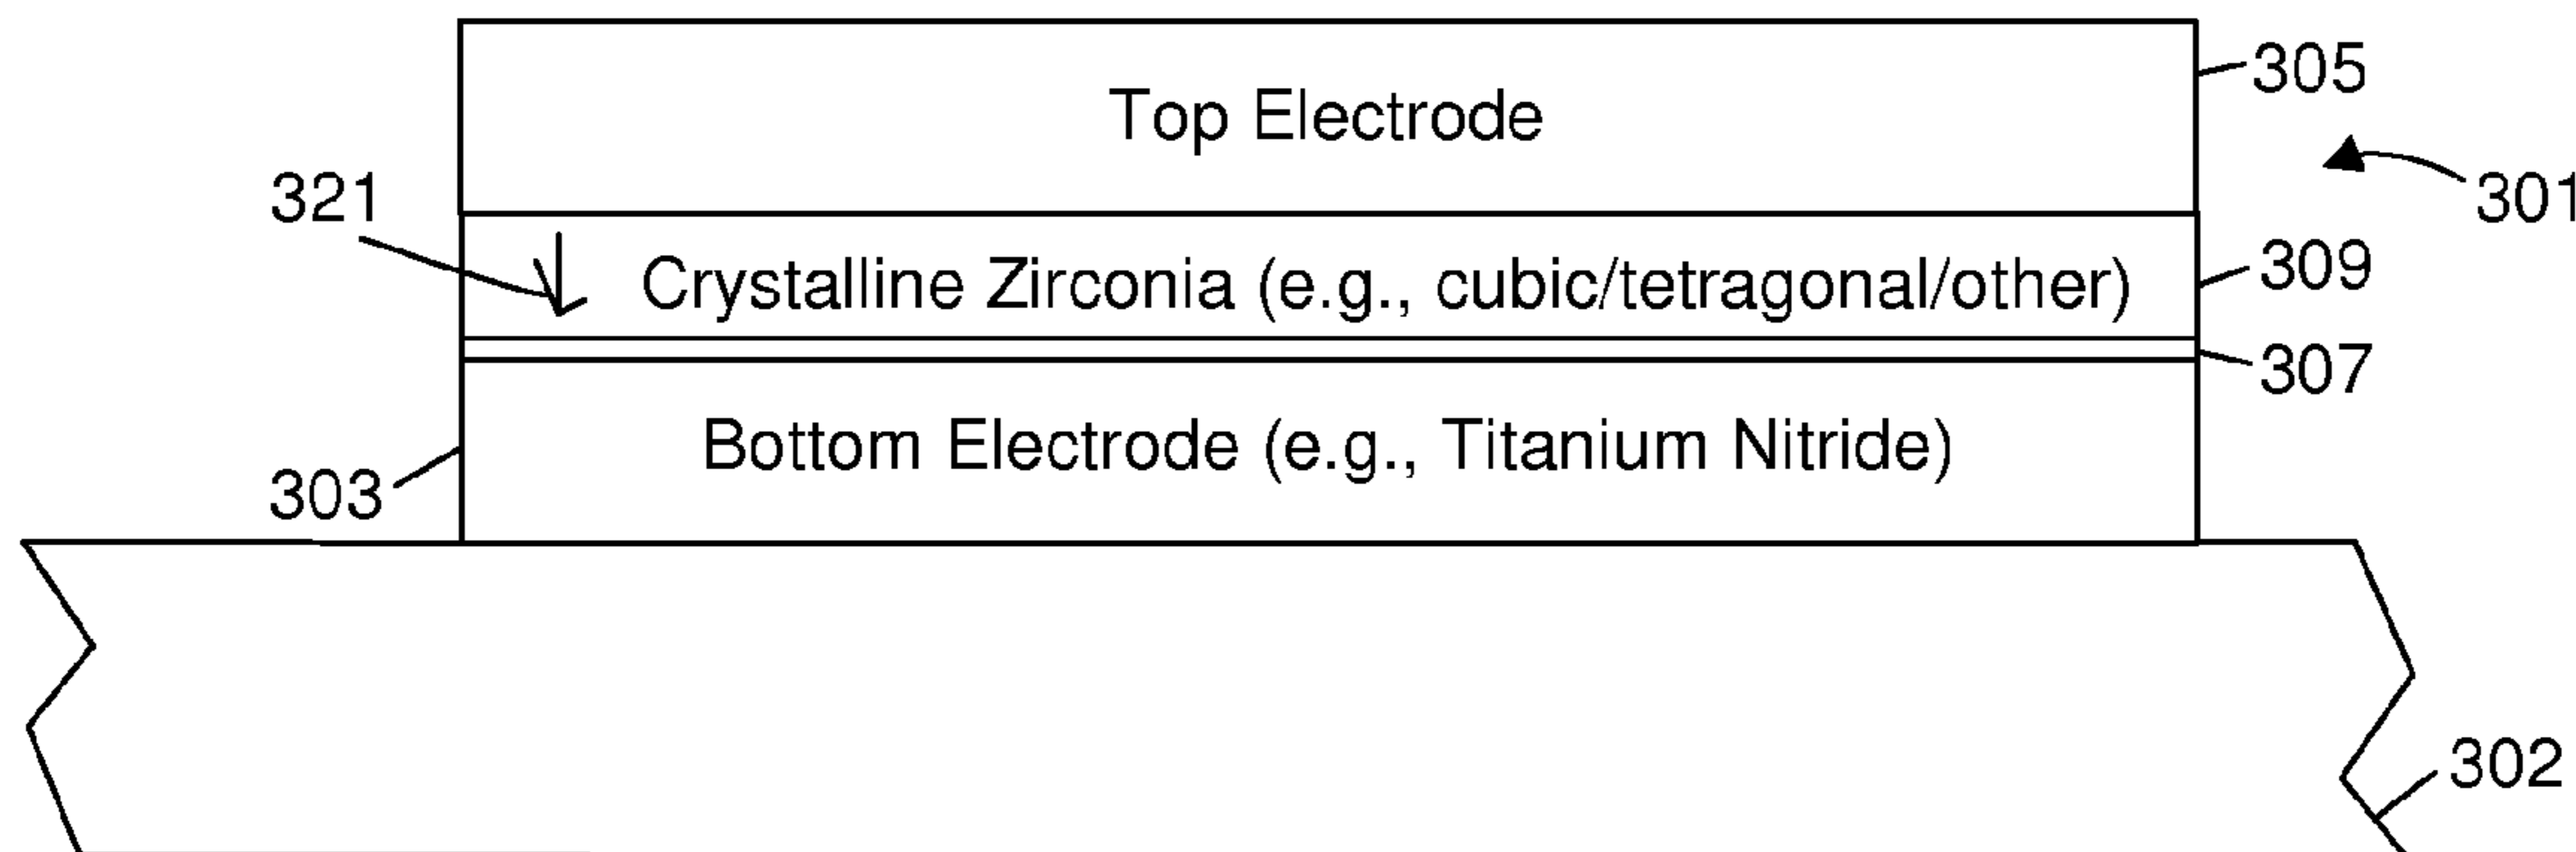 305
Top Electrode
321
301
Crystalline Zirconia (e.g., cubic/tetragonal/other)
309
307
Bottom Electrode (e.g., Titanium Nitride)
303
302